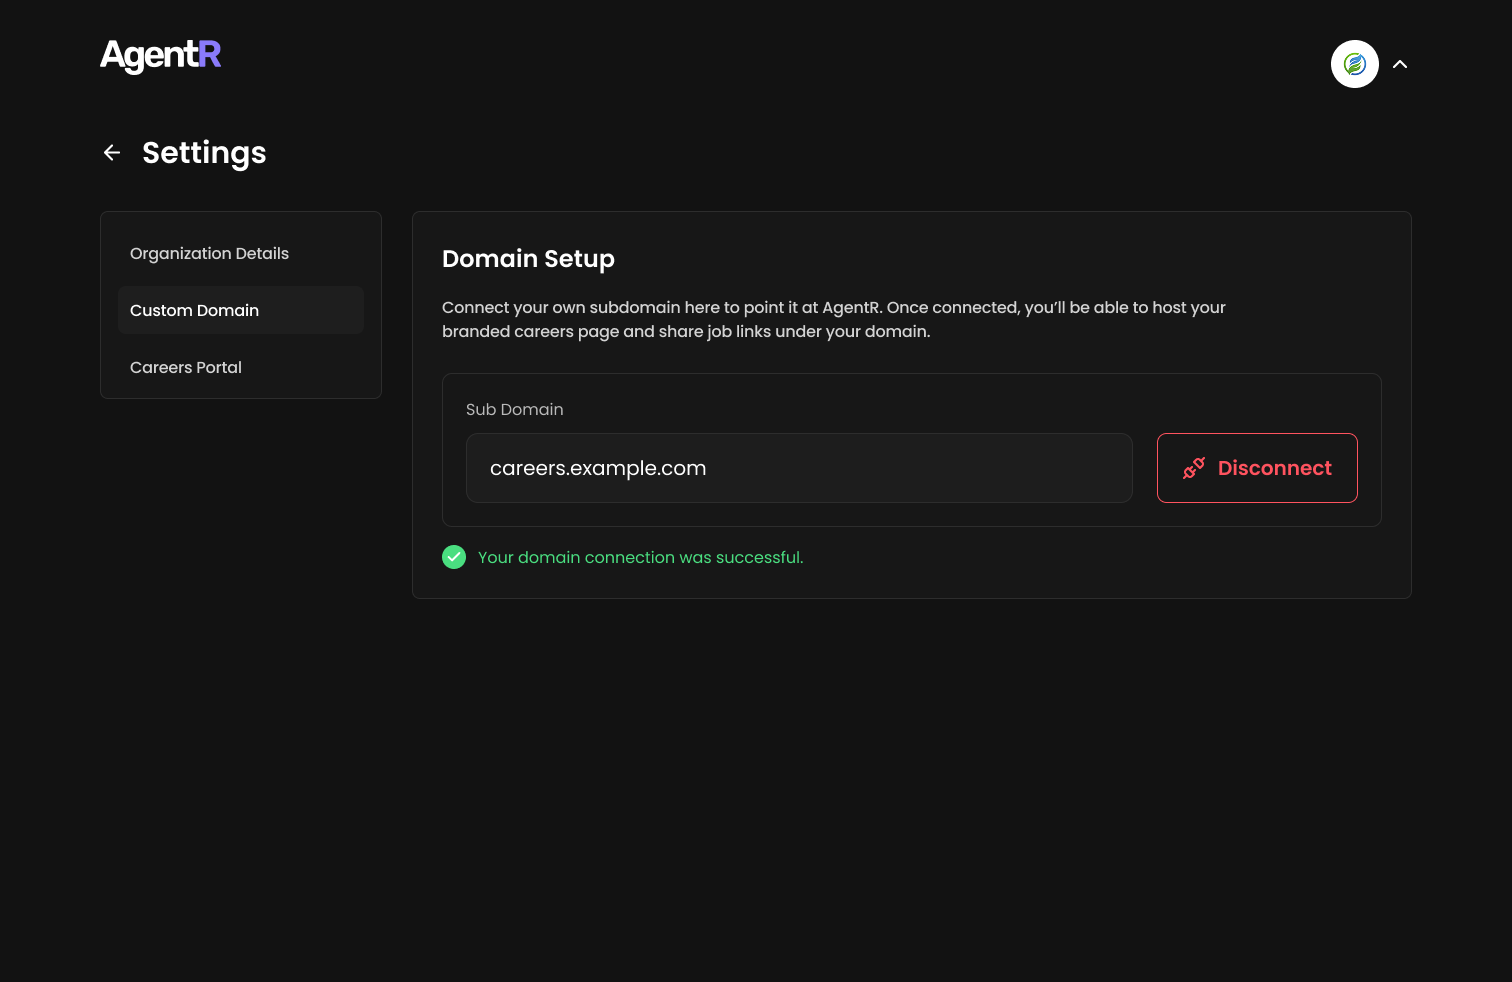 AgentR
Settings
Organization Details
Custom Domain
Careers Portal
Domain Setup
Connect your own subdomain here to point it at AgentR. Once connected, you’ll be able to host your
branded careers page and share job links under your domain.
Sub Domain
careers.example.com
Disconnect
Your domain connection was successful.